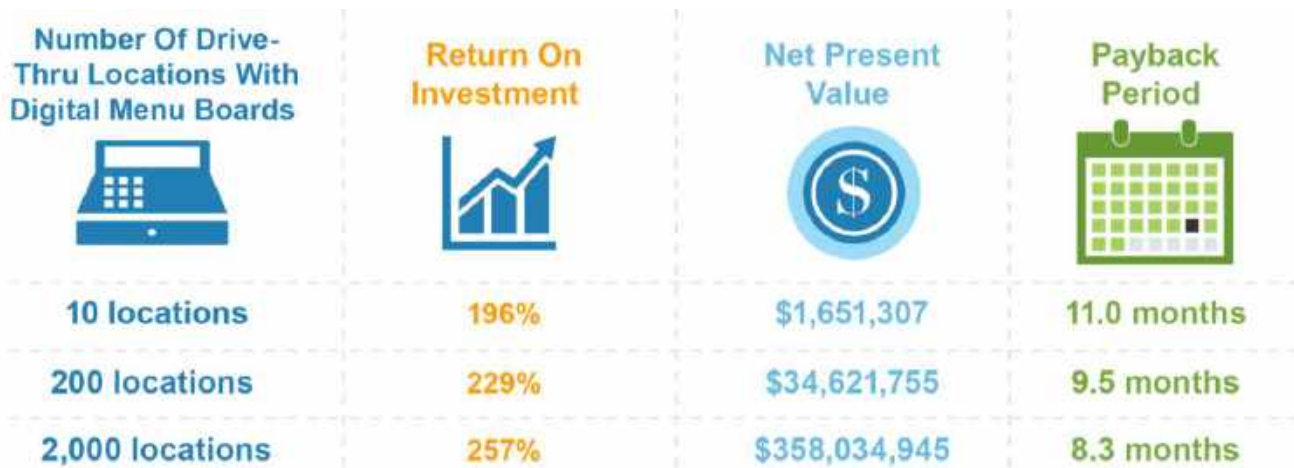 Number Of Drive-
Thru Locations With
Digital Menu Boards
Return On
Investment
Net Present
Value
Payback
Period
$
10 locations
196%
$1,651,307
11.0 months
200 locations
229%
$34,621,755
9.5 months
2,000 locations
257%
$358,034,945
8.3 months